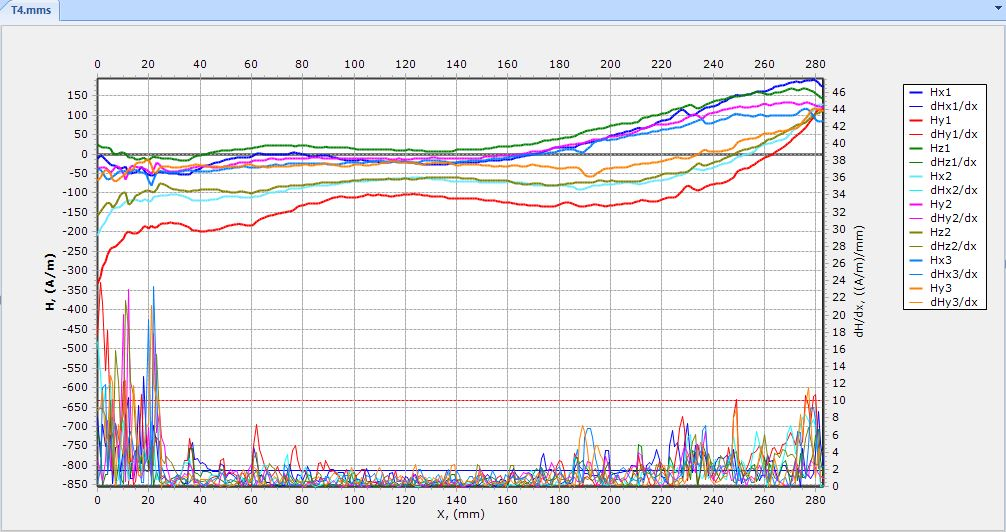 T4.mms
0 20 40 60 80 100 120 140 160 180 200 220 240 260 280
150
100
50
0
-50
-100
-150
-200
-250
-300
-350
-400
-450
-500
-550
-600
-650
-700
-750
-800
-850
H, (A/m)
46
44
42
40
38
36
34
32
30
28
26
24
22
20
18
16
14
12
10
8
6
4
2
0
dH/dx, ((A/m)/mm)
0 20 40 60 80 100 120 140 160 180 200 220 240 260 280
X, (mm)
Hx1
dHx1/dx
Hy1
dHy1/dx
Hz1
dHz1/dx
Hx2
dHx2/dx
Hy2
dHy2/dx
Hz2
dHz2/dx
Hx3
dHx3/dx
Hy3
dHy3/dx